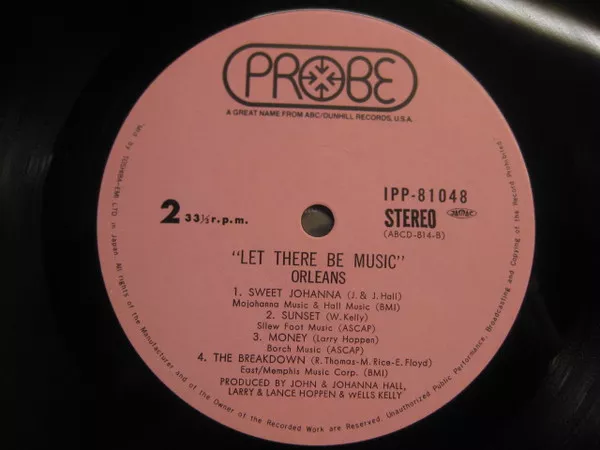 PROBE
A GREAT NAME FROM ABC/DUNHILL RECORDS, U.S.A.
IPP-81048
2 33⅓ r.p.m.
STEREO
(ABCD-814-B)
"LET THERE BE MUSIC"
ORLEANS
1. SWEET JOHANNA (J. & J. Hall)
Mojohanna Music & Hall Music (BMI)
2. SUNSET (W. Kelly)
Sllew Foot Music (ASCAP)
3. MONEY (Larry Hoppen)
Borch Music (ASCAP)
4. THE BREAKDOWN (R. Thomas-M. Rice-E. Floyd)
East/Memphis Music Corp. (BMI)
PRODUCED BY JOHN & JOHANNA HALL,
LARRY & LANCE HOPPEN & WELLS KELLY
Mfd. by TOSHIBA-EMI LTD. in Japan. All rights of the Manufacturer and of the Owner of the Recorded Work Reserved. Unauthorized Public Performance, Broadcasting and Copying of the Record Prohibited.